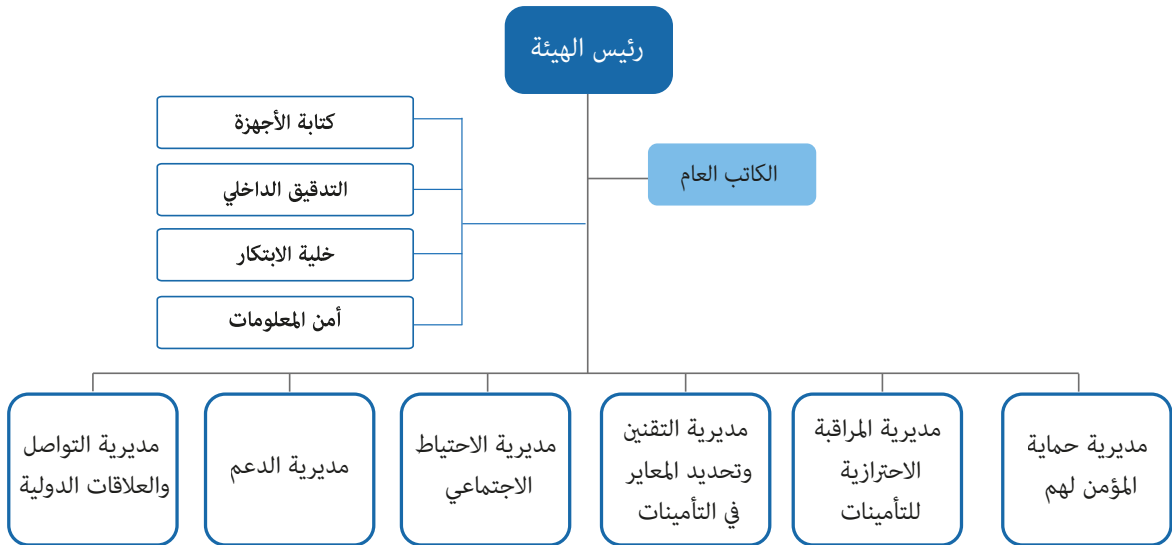 رئيس الهيئة
الكاتب العام
كتابة الأجهزة
التدقيق الداخلي
خلية الابتكار
أمن المعلومات
مديرية حماية
المؤمن لهم
مديرية المراقبة
الاحترازية
للتأمينات
مديرية التقنين
وتحديد المعاير
في التأمينات
مديرية الاحتياط
الاجتماعي
مديرية الدعم
مديرية التواصل
والعلاقات الدولية